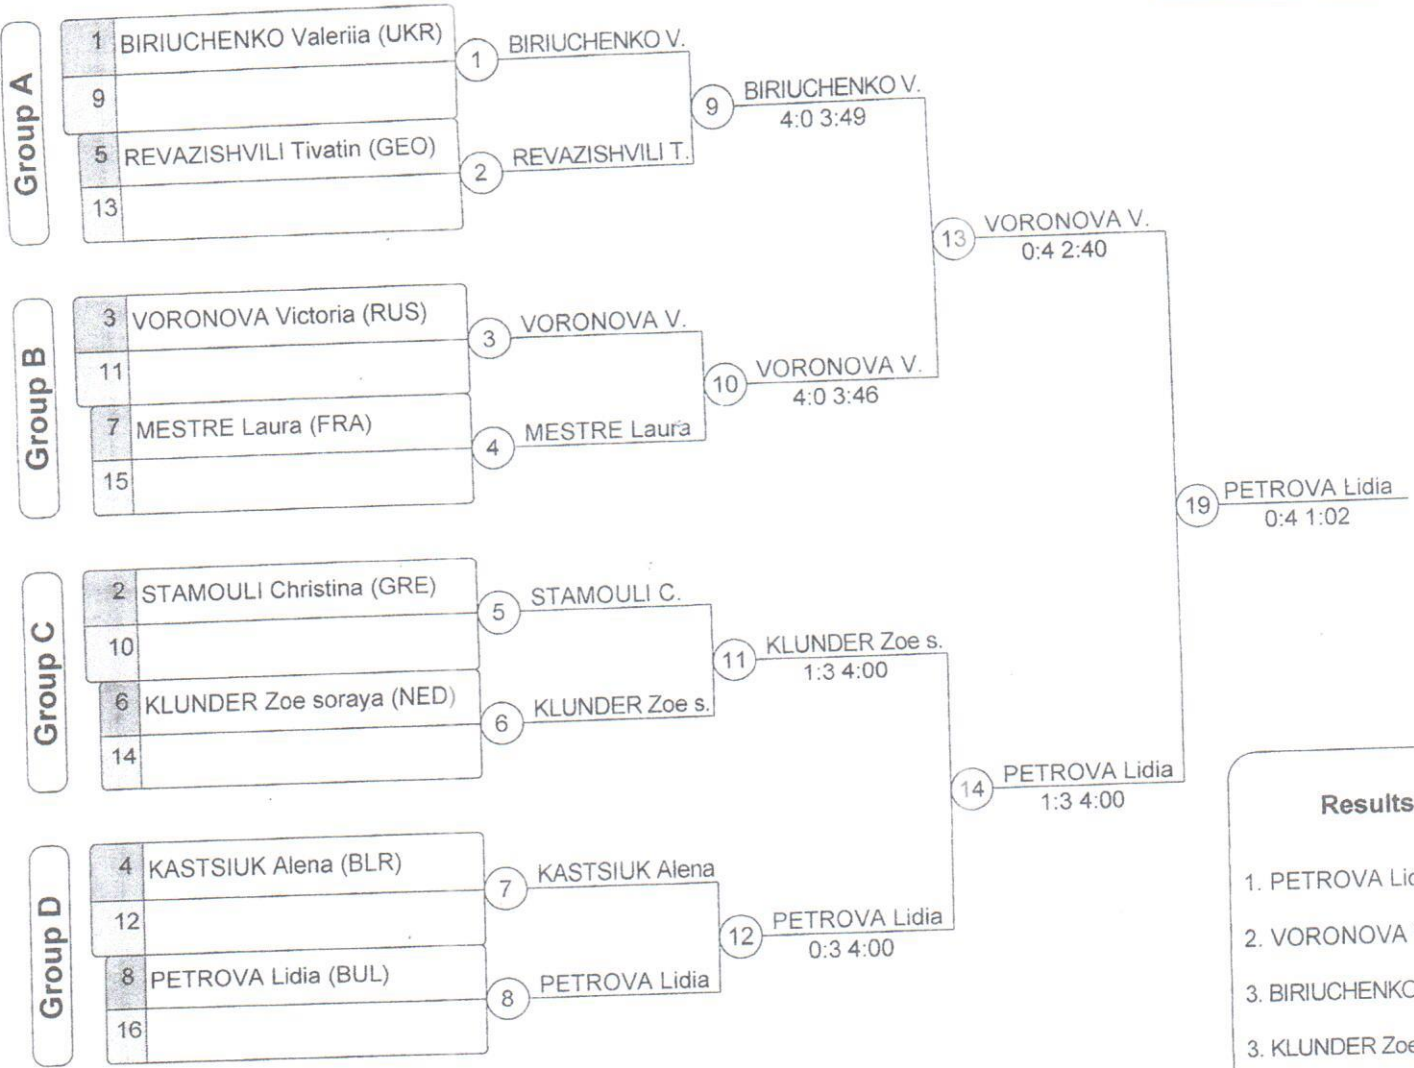 Group A
1 BIRIUCHENKO Valeriia (UKR)
9
5 REVAZISHVILI Tivatin (GEO)
13
1 BIRIUCHENKO V.
2 REVAZISHVILI T.
9 BIRIUCHENKO V.
4:0 3:49
Group B
3 VORONOVA Victoria (RUS)
11
7 MESTRE Laura (FRA)
15
3 VORONOVA V.
4 MESTRE Laura
10 VORONOVA V.
4:0 3:46
13 VORONOVA V.
0:4 2:40
Group C
2 STAMOULI Christina (GRE)
10
6 KLUNDER Zoe soraya (NED)
14
5 STAMOULI C.
6 KLUNDER Zoe s.
11 KLUNDER Zoe s.
1:3 4:00
Group D
4 KASTSIUK Alena (BLR)
12
8 PETROVA Lidia (BUL)
16
7 KASTSIUK Alena
8 PETROVA Lidia
12 PETROVA Lidia
0:3 4:00
14 PETROVA Lidia
1:3 4:00
19 PETROVA Lidia
0:4 1:02
Results
1. PETROVA Lid
2. VORONOVA
3. BIRIUCHENKO
3. KLUNDER Zoe